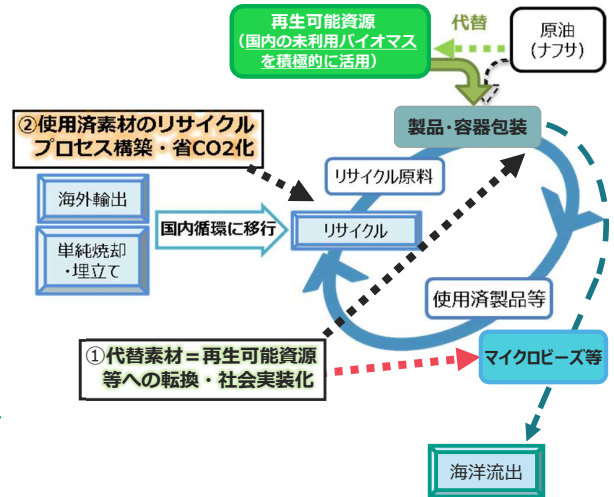 再生可能資源
（国内の未利用バイオマス
を積極的に活用）
代替
原油
(ナフサ)
②使用済素材のリサイクル
プロセス構築・省CO2化
製品・容器包装
リサイクル原料
海外輸出
国内循環に移行
リサイクル
単純焼却
・埋立て
使用済製品等
①代替素材＝再生可能資源
等への転換・社会実装化
マイクロビーズ等
海洋流出